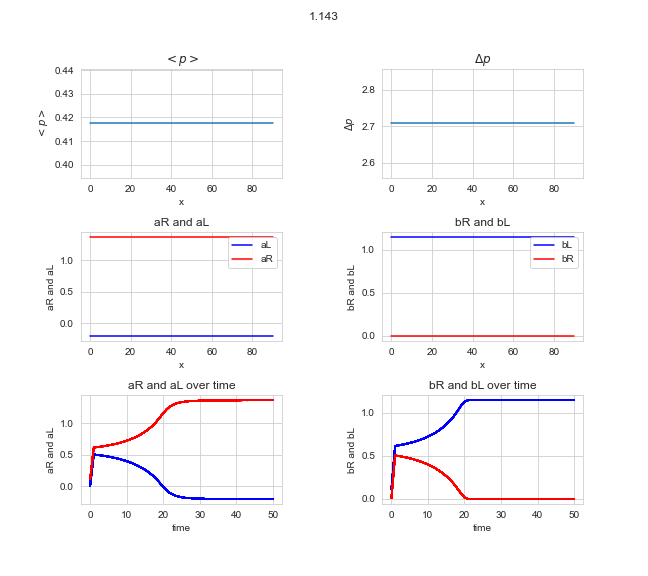 1.143
< p >
Δp
0.44
0.43
0.42
0.41
0.40
< p >
0 20 40 60 80
x
2.8
2.7
2.6
Δp
0 20 40 60 80
x
aR and aL
bR and bL
1.0
0.5
0.0
aR and aL
aL
aR
0 20 40 60 80
x
1.0
0.5
0.0
bR and bL
bL
bR
0 20 40 60 80
x
aR and aL over time
bR and bL over time
1.0
0.5
0.0
aR and aL
0 10 20 30 40 50
time
1.0
0.5
0.0
bR and bL
0 10 20 30 40 50
time